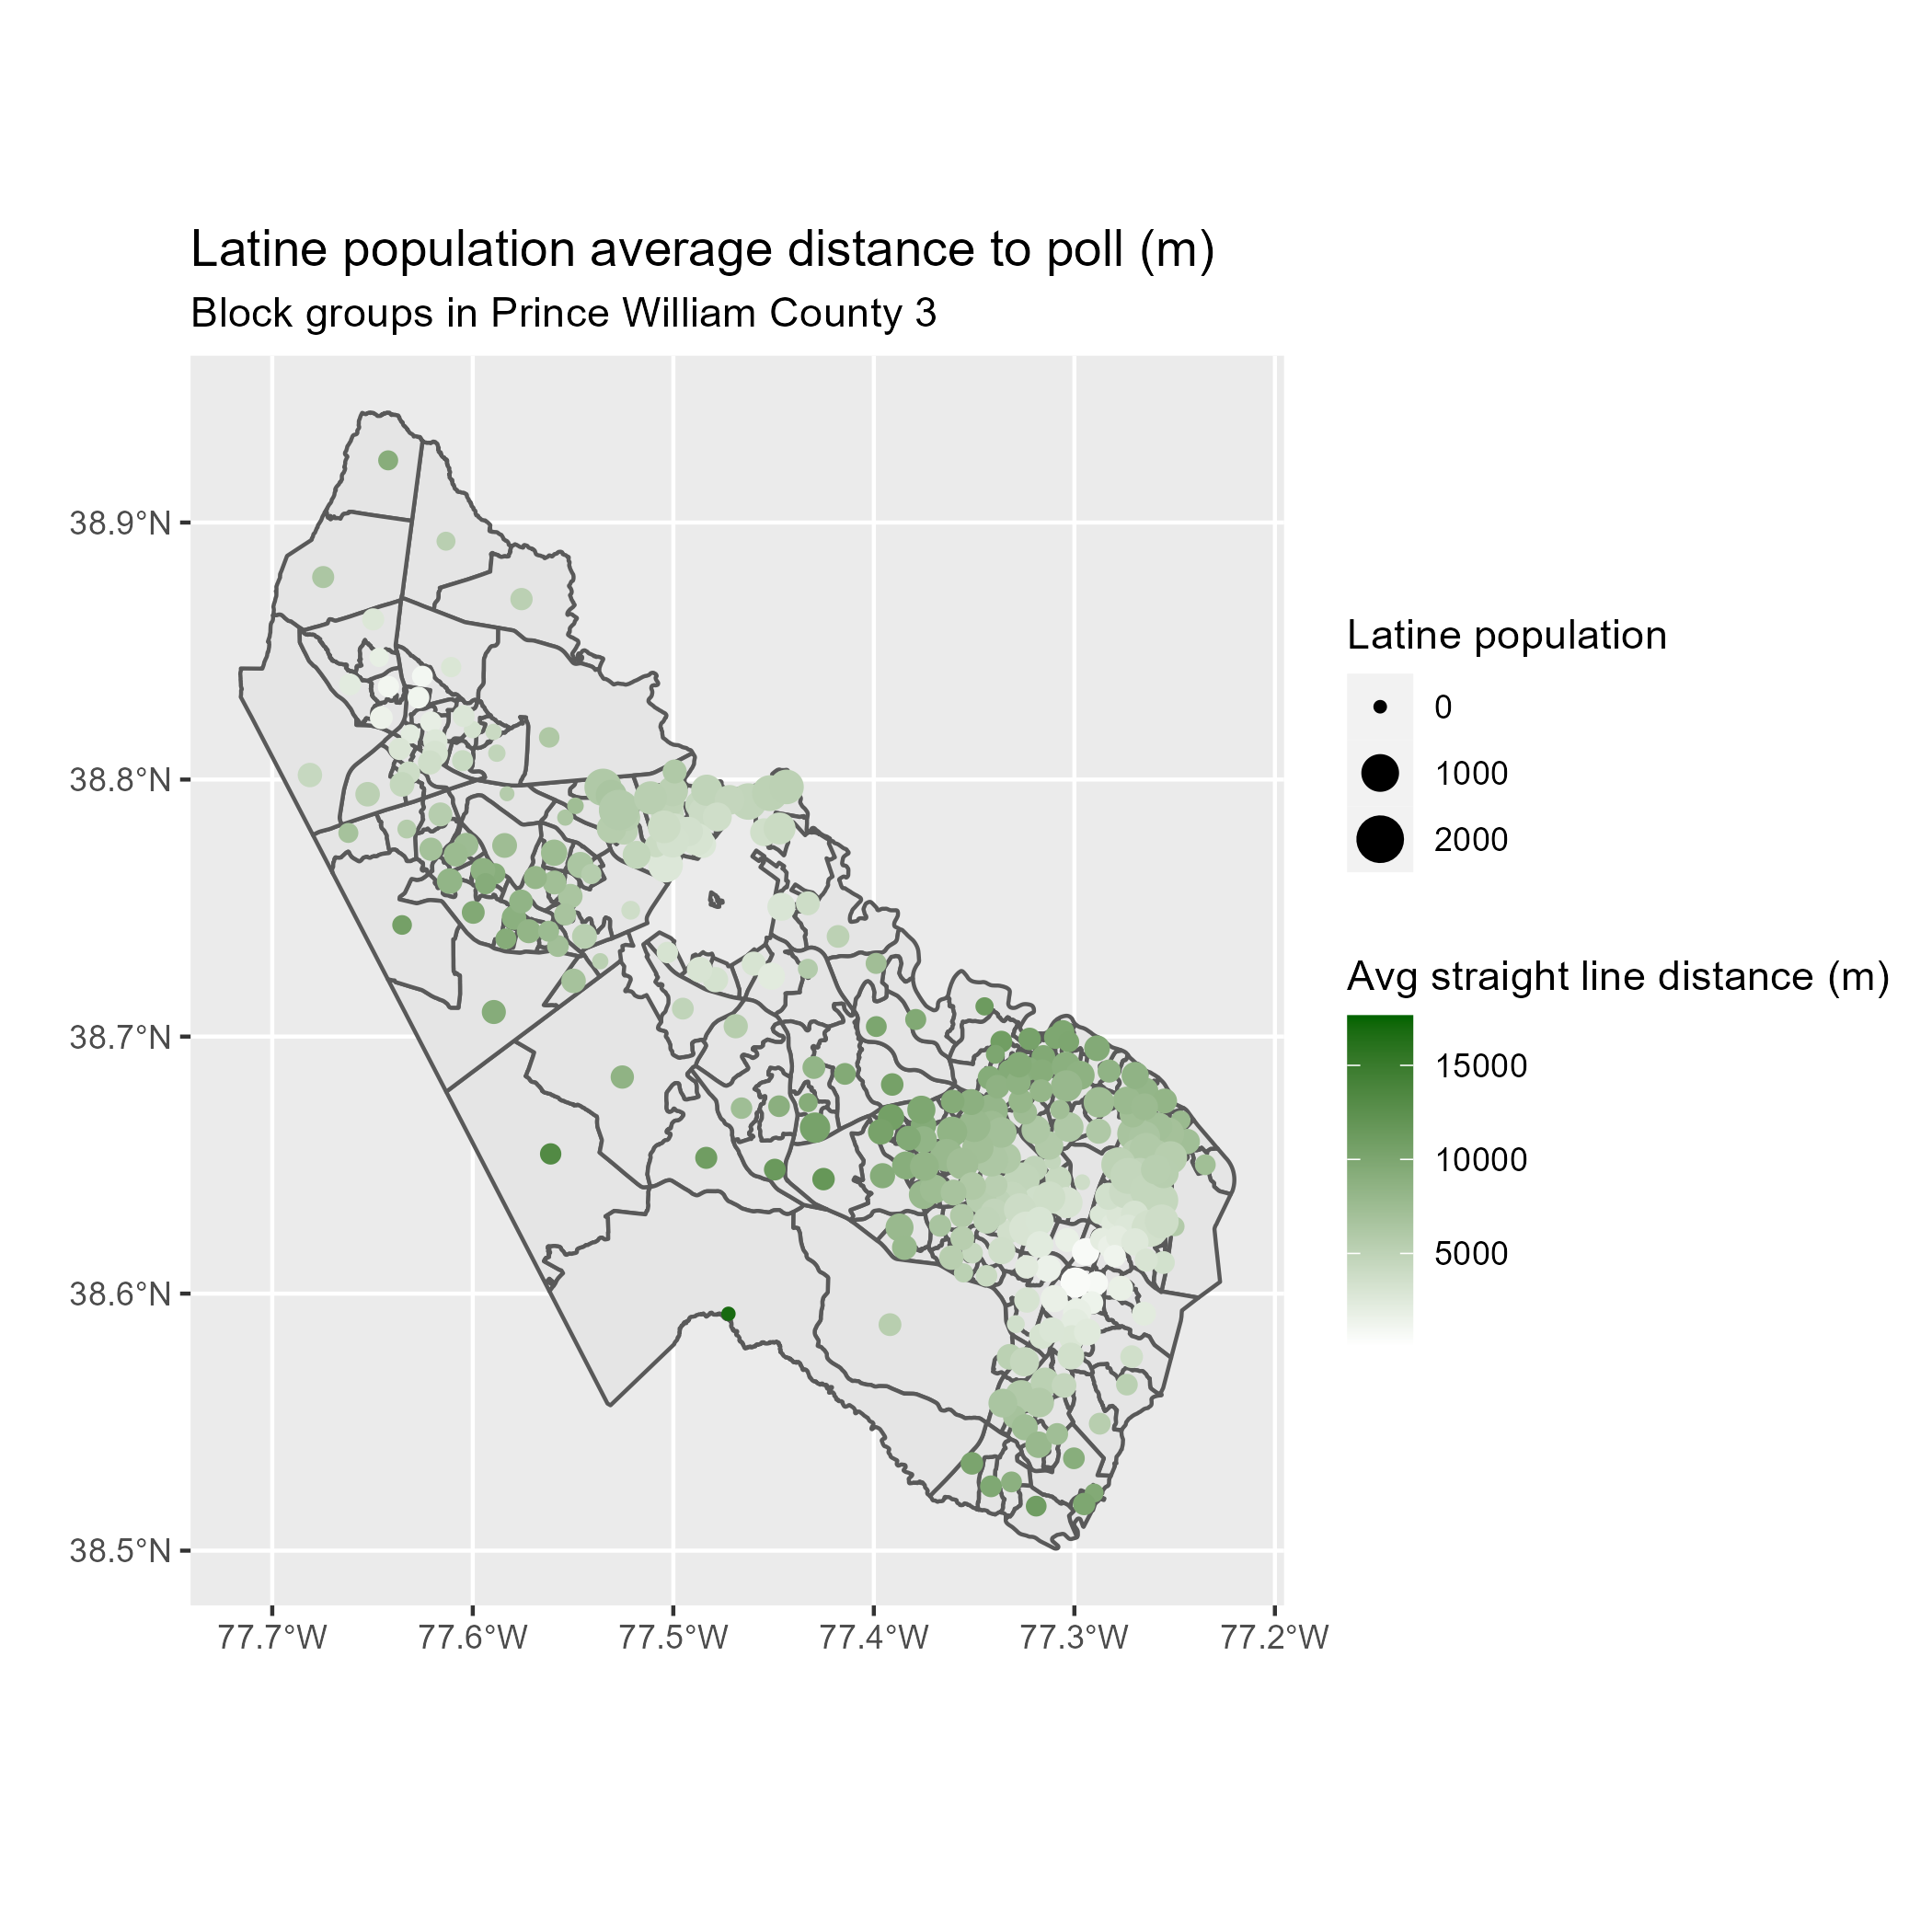 Latine population average distance to poll (m)
Block groups in Prince William County 3
38.9°N
38.8°N
38.7°N
38.6°N
38.5°N
77.7°W
77.6°W
77.5°W
77.4°W
77.3°W
77.2°W
Latine population
0
1000
2000
Avg straight line distance (m)
15000
10000
5000